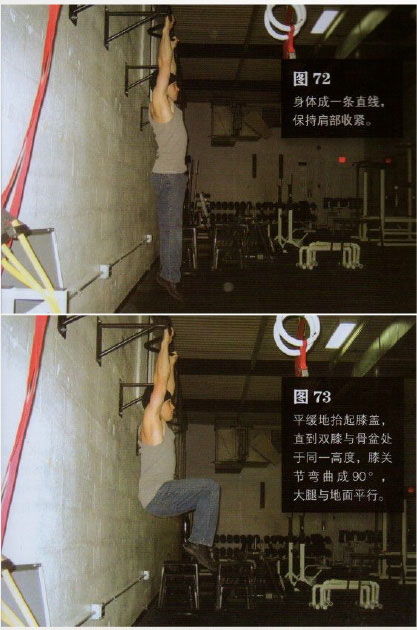 图 72
身体成一条直线，
保持肩部收紧。
图 73
平缓地抬起膝盖，
直到双膝与骨盆处
于同一高度，膝关
节弯曲成90°，
大腿与地面平行。